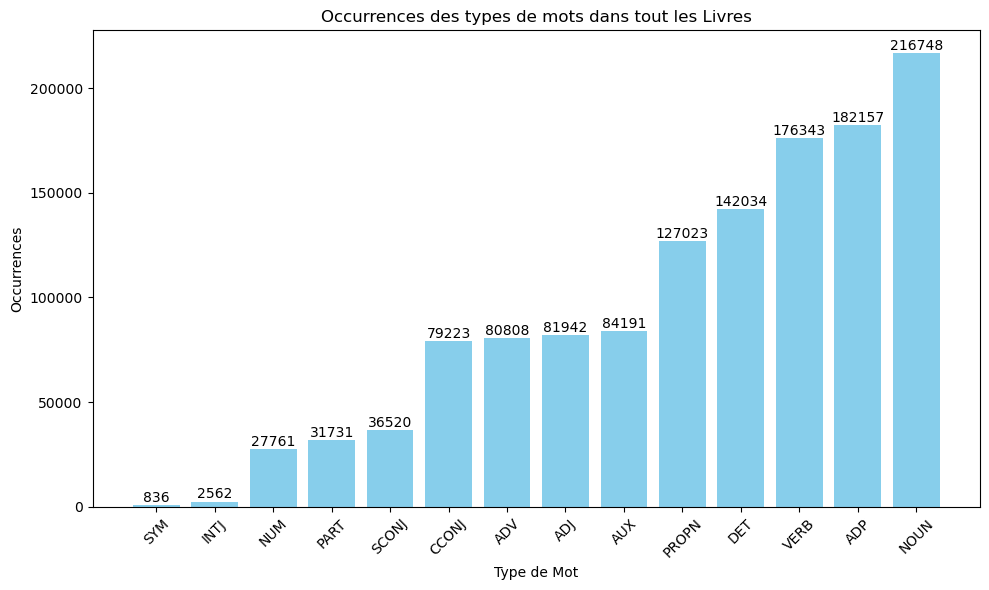 Occurrences des types de mots dans tout les Livres
Occurrences
200000
150000
100000
50000
0
836
2562
27761
31731
36520
79223
80808
81942
84191
127023
142034
176343
182157
216748
SYM
INTJ
NUM
PART
SCONJ
CCONJ
ADV
ADJ
AUX
PROPN
DET
VERB
ADP
NOUN
Type de Mot